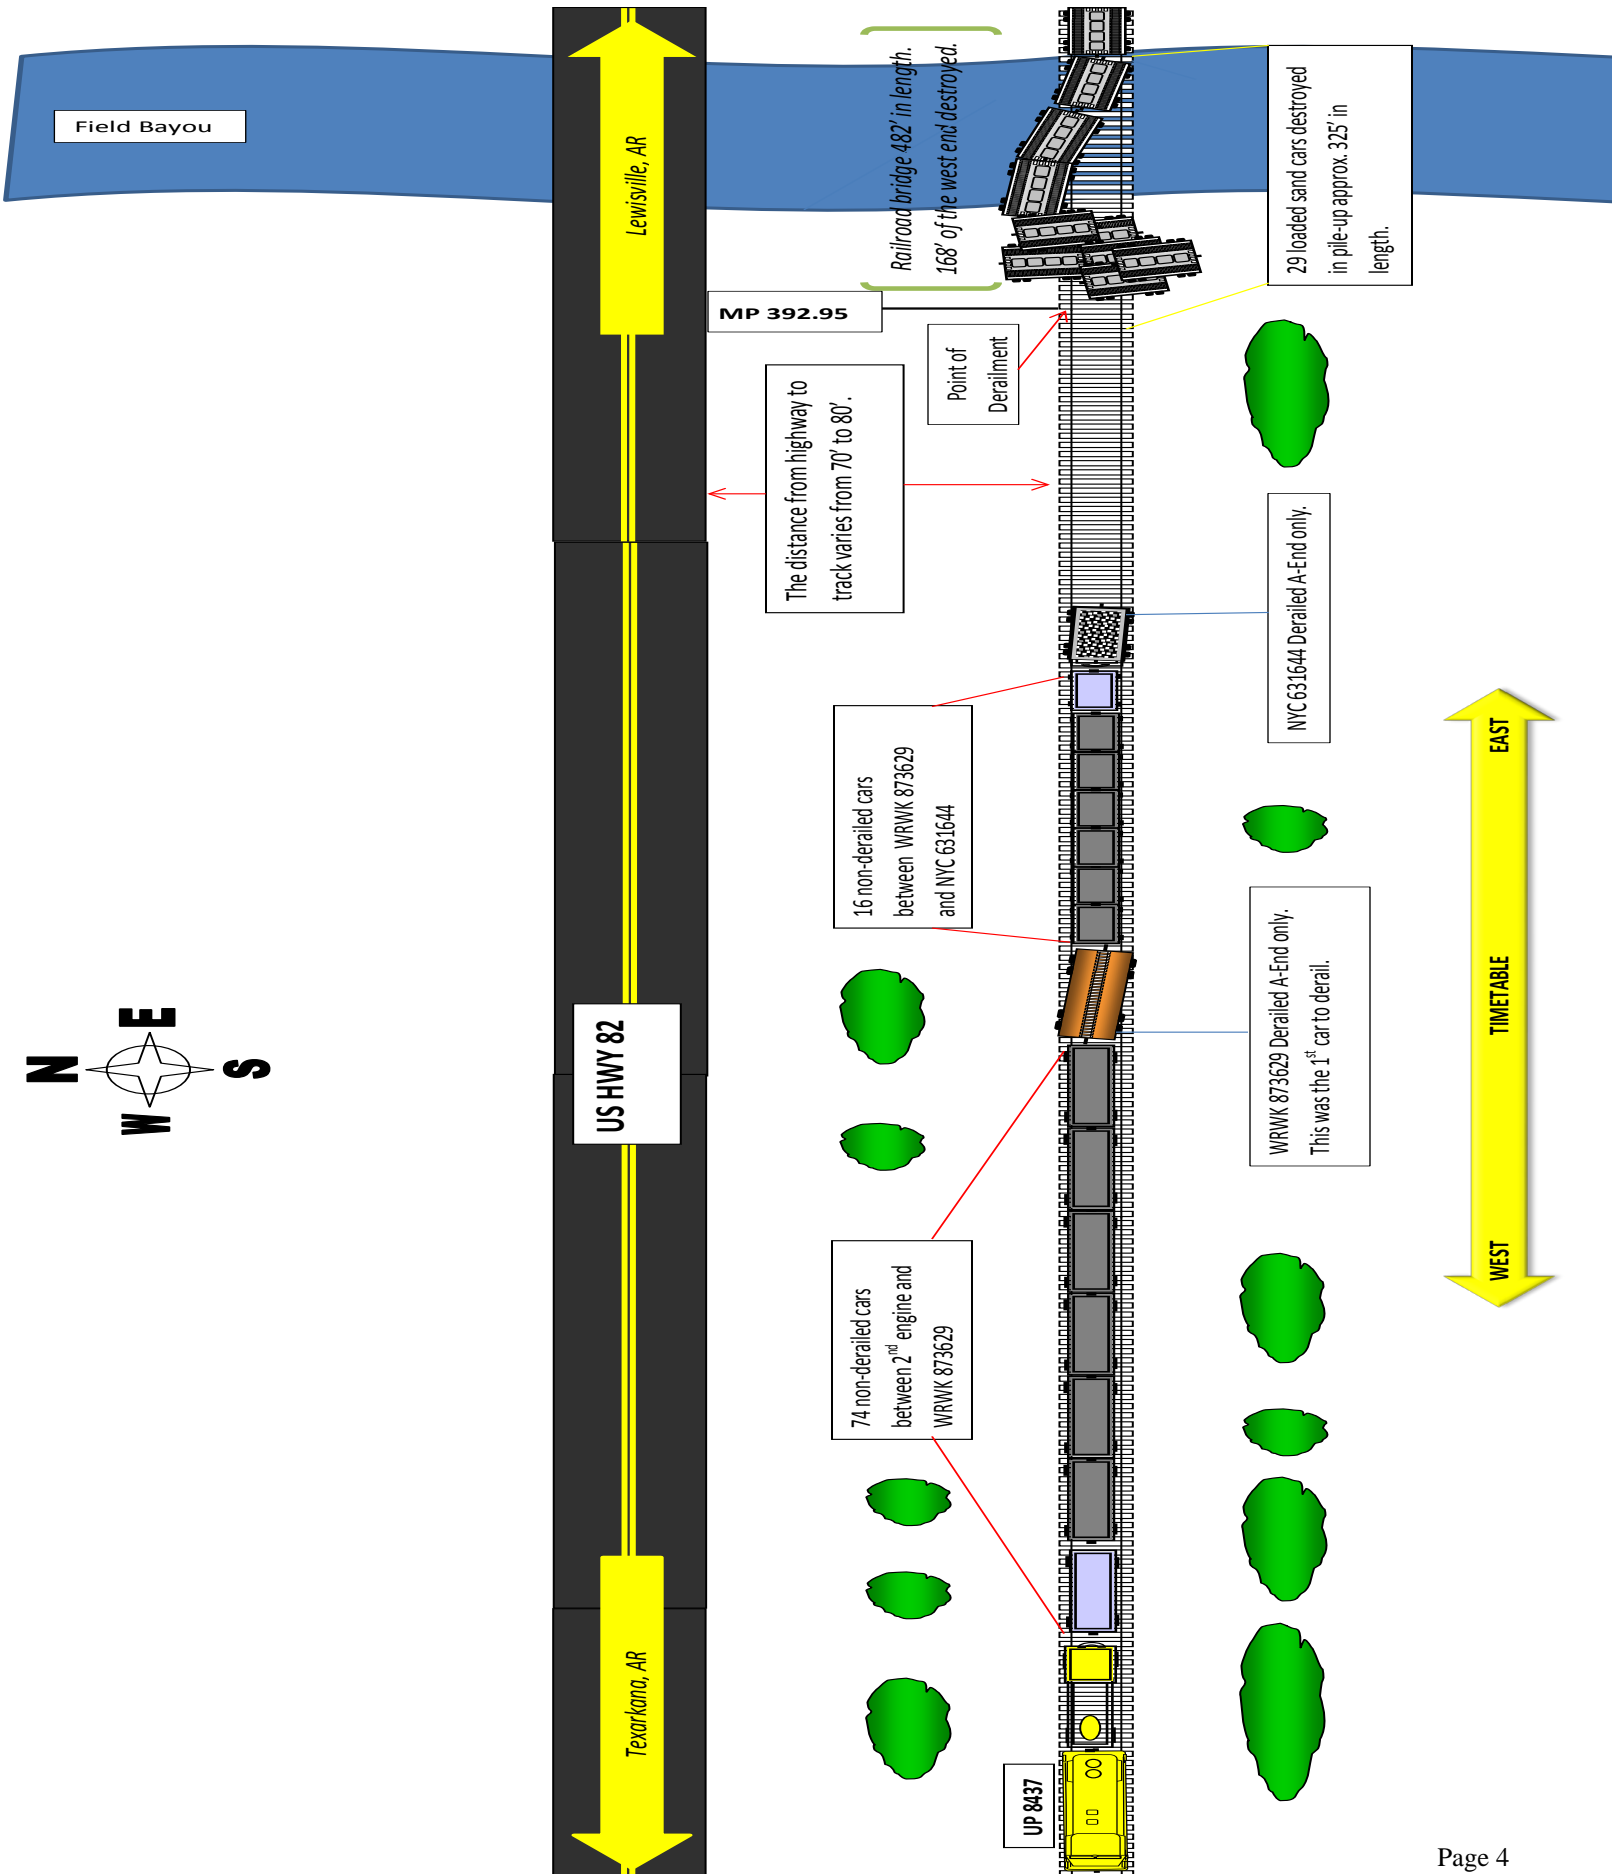 Field Bayou
Lewisville, AR
Railroad bridge 482' in length.
168' of the west end destroyed.
29 loaded sand cars destroyed
in pile-up approx. 325' in
length.
MP 392.95
Point of
Derailment
The distance from highway to
track varies from 70' to 80'.
NYC 631644 Derailed A-End only.
16 non-derailed cars
between WRWK 873629
and NYC 631644
EAST
TIMETABLE
WEST
WRWK 873629 Derailed A-End only.
This was the 1st car to derail.
N
E
S
W
US HWY 82
74 non-derailed cars
between 2nd engine and
WRWK 873629
Texarkana, AR
UP 8437
Page 4